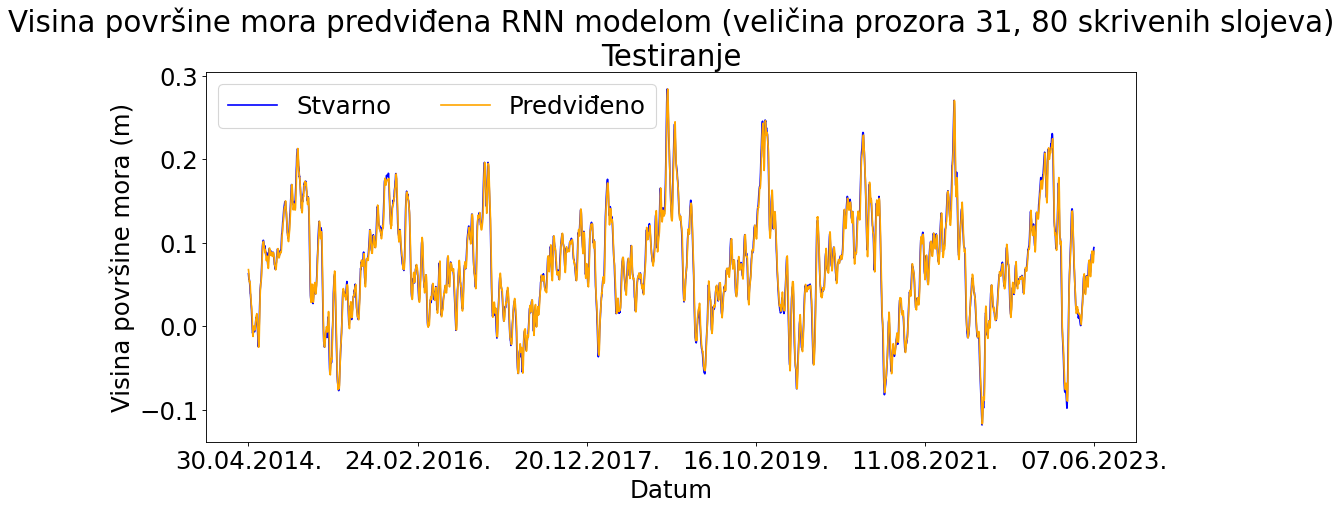 Visina površine mora predviđena RNN modelom (veličina prozora 31, 80 skrivenih slojeva)
Testiranje
Stvarno
Predviđeno
Visina površine mora (m)
0.3
0.2
0.1
0.0
−0.1
30.04.2014.
24.02.2016.
20.12.2017.
16.10.2019.
11.08.2021.
07.06.2023.
Datum